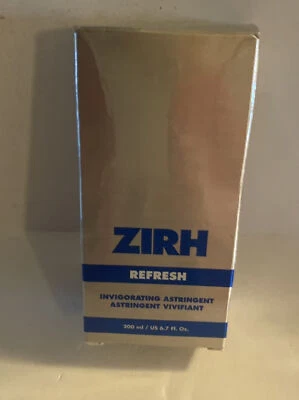 ZIRH
REFRESH
INVIGORATING ASTRINGENT
ASTRINGENT VIVIFIANT
200 ml / US 6.7 fl. Oz.